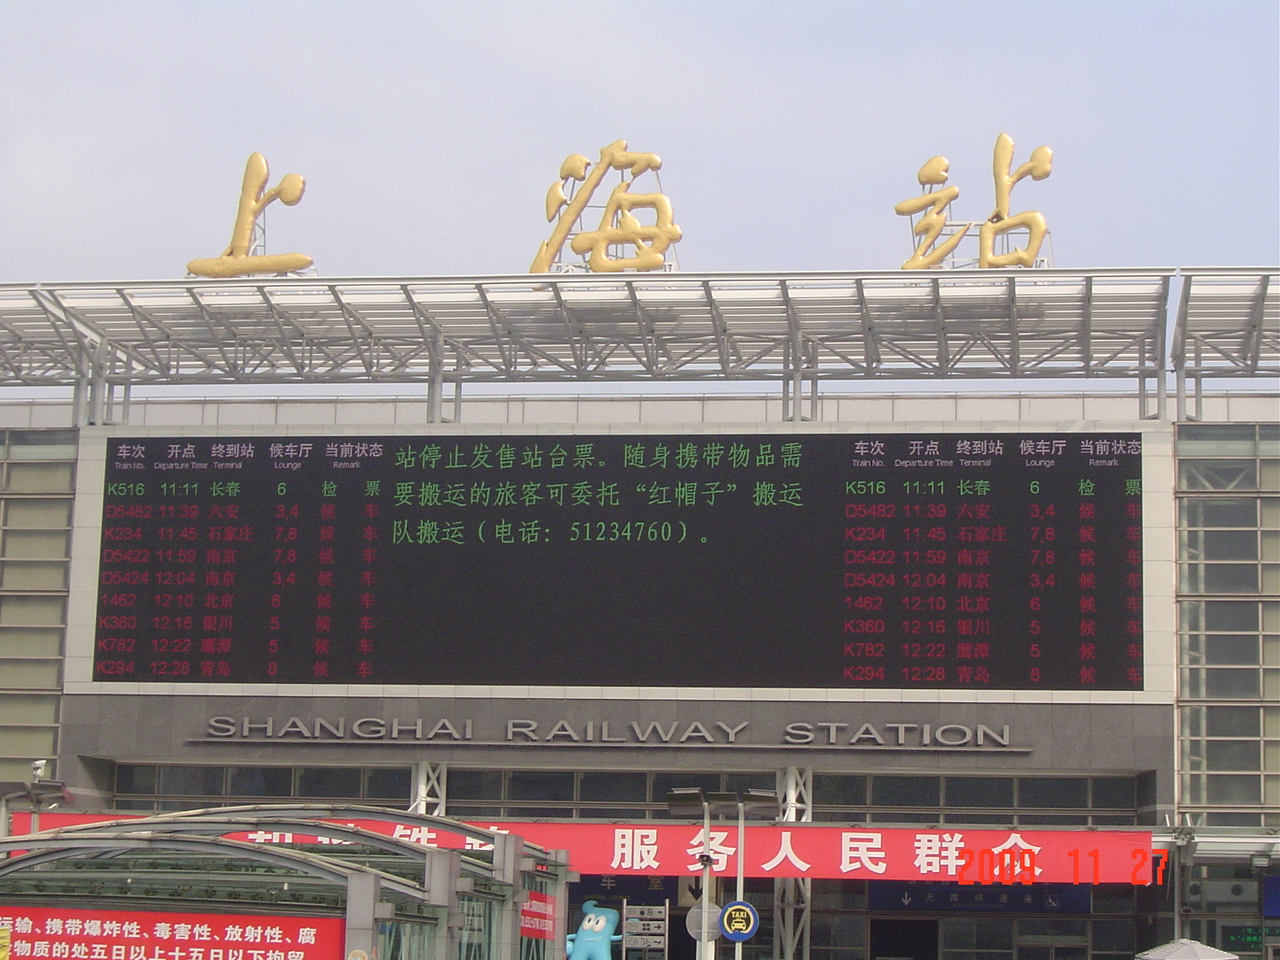 上海站
车次 开点 终到站 候车厅 当前状态
Train No. Departure Time Terminal Lounge Remark
K516 11:11 长春 6 检 票
D5482 11:39 六安 3,4 候 车
K234 11:45 石家庄 7,8 候 车
D5422 11:59 南京 7,8 候 车
D5424 12:04 南京 3,4 候 车
1462 12:10 北京 6 候 车
K360 12:16 银川 5 候 车
K782 12:22 鹰潭 5 候 车
K294 12:28 青岛 8 候 车
站停止发售站台票。随身携带物品需
要搬运的旅客可委托“红帽子”搬运
队搬运（电话：51234760）。
车次 开点 终到站 候车厅 当前状态
Train No. Departure Time Terminal Lounge Remark
K516 11:11 长春 6 检 票
D5482 11:39 六安 3,4 候 车
K234 11:45 石家庄 7,8 候 车
D5422 11:59 南京 7,8 候 车
D5424 12:04 南京 3,4 候 车
1462 12:10 北京 6 候 车
K360 12:16 银川 5 候 车
K782 12:22 鹰潭 5 候 车
K294 12:28 青岛 8 候 车
SHANGHAI RAILWAY STATION
服务人民群众
2009 11 27
TAXI
运输、携带爆炸性、毒害性、放射性、腐
物质的处五日以上十五日以下拘留